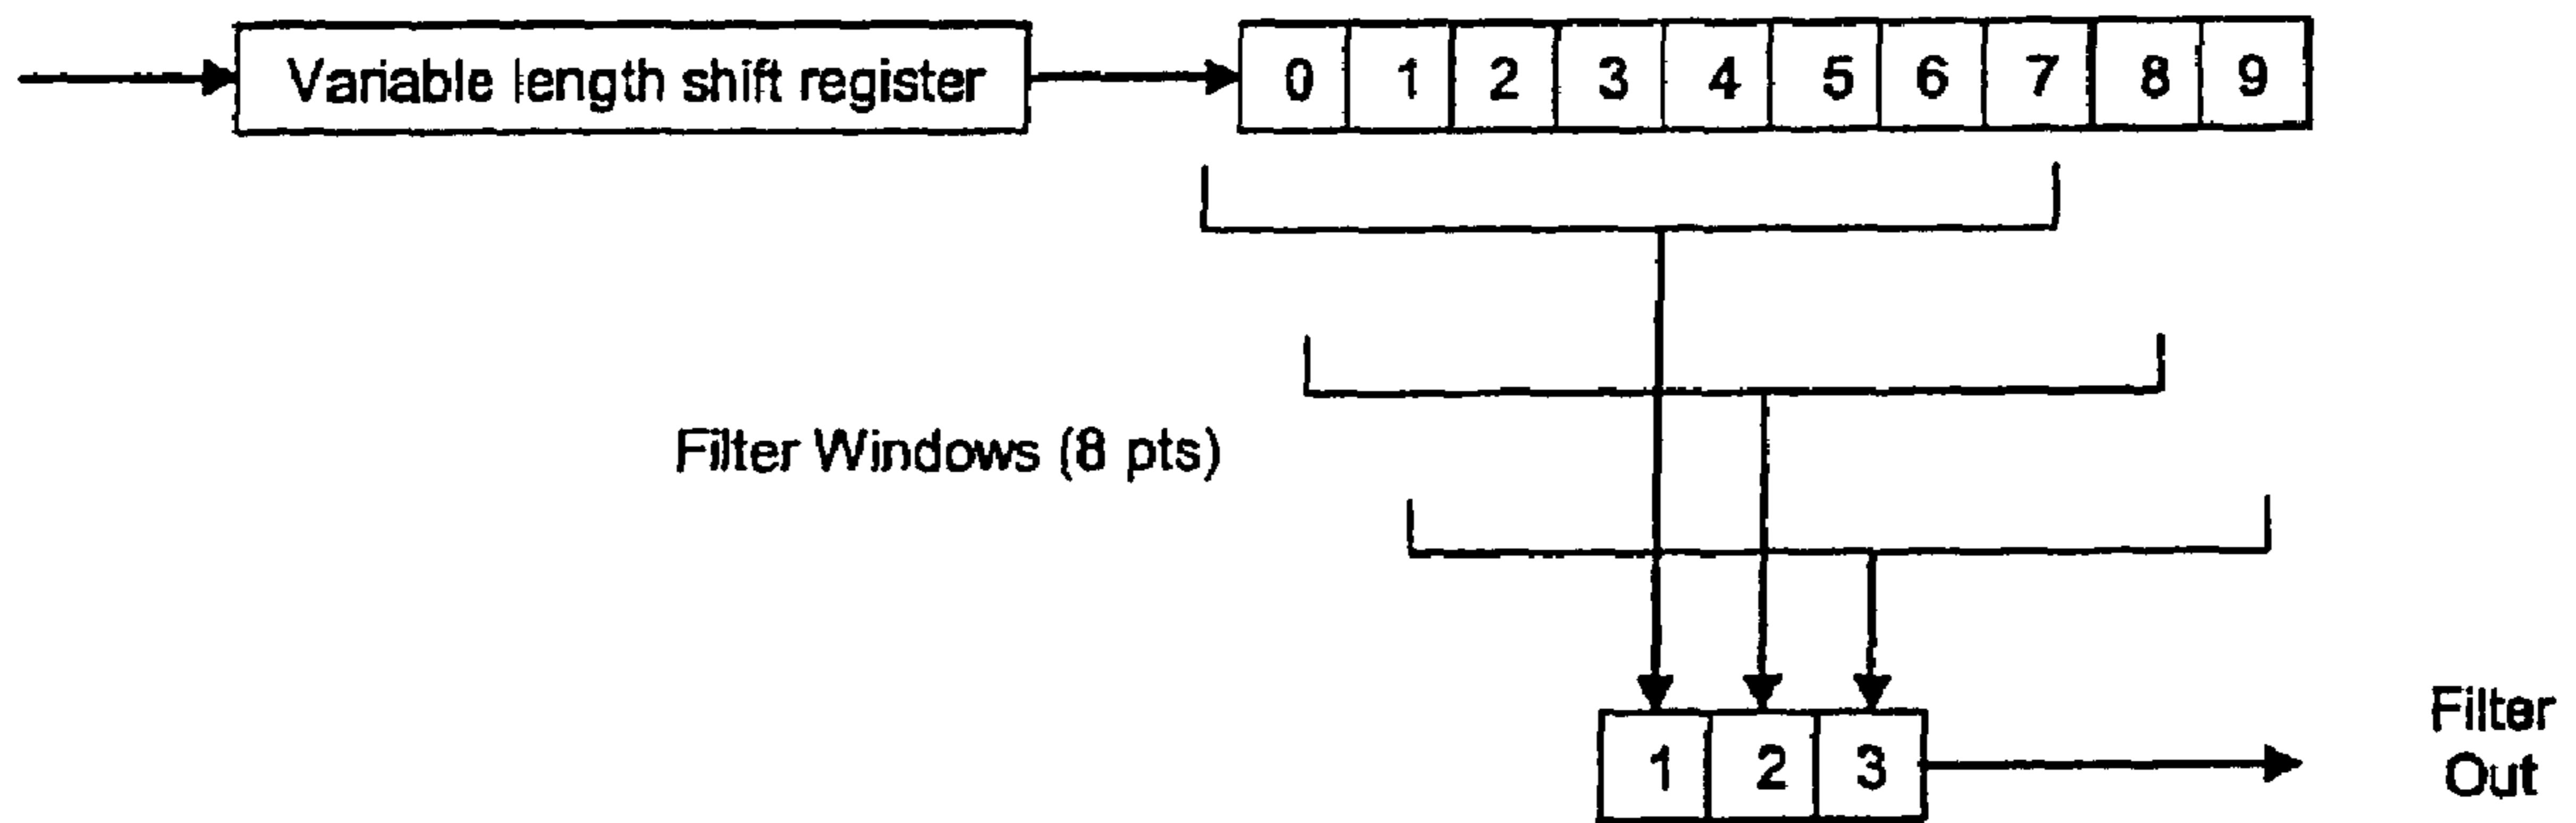 Variable length shift register
0 1 2 3 4 5 6 7 8 9
Filter Windows (8 pts)
1 2 3
Filter
Out